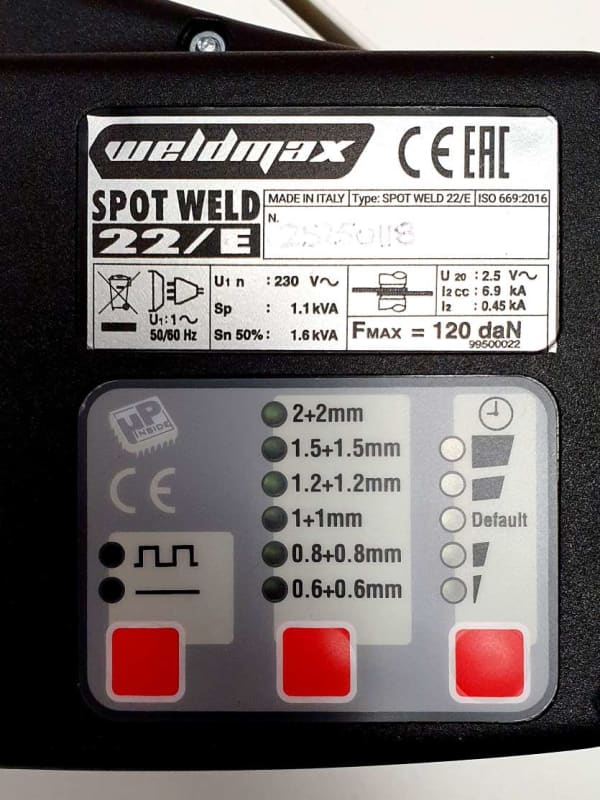 weldmax CE EAC
SPOT WELD
22/E
MADE IN ITALY Type: SPOT WELD 22/E ISO 669:2016
N.
25250118
U1: 1~
50/60 Hz
U1 n : 230 V~
Sp : 1.1 kVA
Sn 50% : 1.6 kVA
U 20 : 2.5 V~
I2 cc : 6.9 kA
I2 : 0.45 kA
FMAX = 120 daN
99500022
µP
INSIDE
CE
2+2mm
1.5+1.5mm
1.2+1.2mm
1+1mm
0.8+0.8mm
0.6+0.6mm
Default